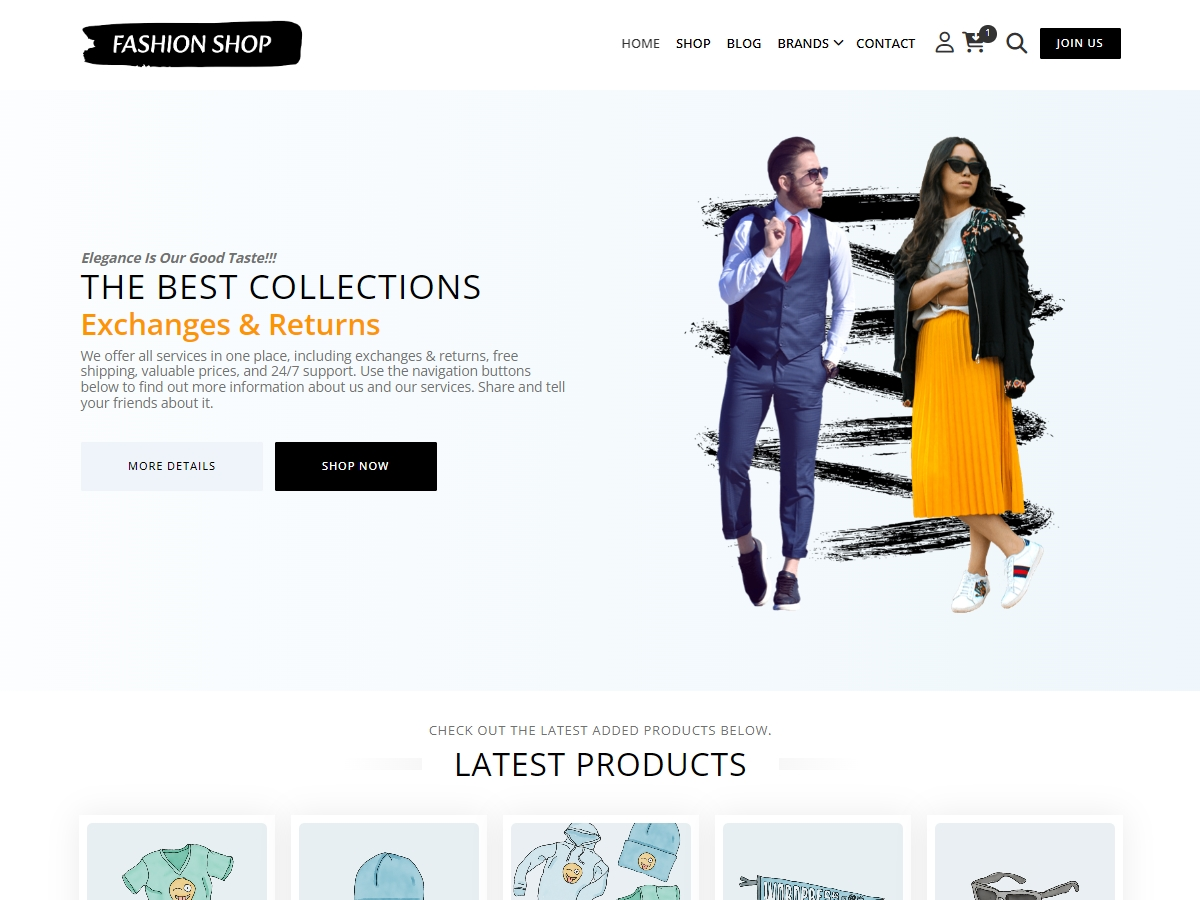 FASHION SHOP
HOME
SHOP
BLOG
BRANDS
CONTACT
1
JOIN US
Elegance Is Our Good Taste!!!
THE BEST COLLECTIONS
Exchanges & Returns
We offer all services in one place, including exchanges & returns, free
shipping, valuable prices, and 24/7 support. Use the navigation buttons
below to find out more information about us and our services. Share and tell
your friends about it.
MORE DETAILS
SHOP NOW
CHECK OUT THE LATEST ADDED PRODUCTS BELOW.
LATEST PRODUCTS
WORDPRESS